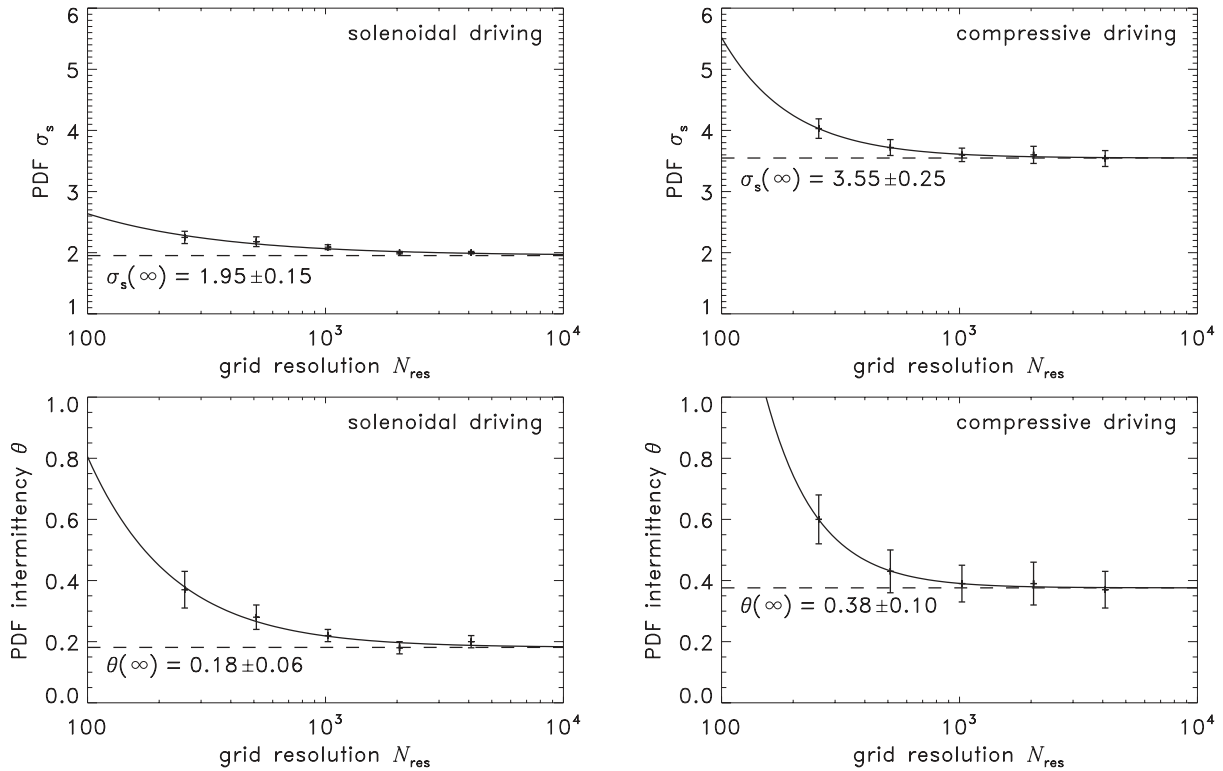 solenoidal driving
PDF σs
6
5
4
3
2
1
σs(∞) = 1.95±0.15
100 10³ 10⁴
grid resolution Nres
compressive driving
PDF σs
6
5
4
3
2
1
σs(∞) = 3.55±0.25
100 10³ 10⁴
grid resolution Nres
solenoidal driving
PDF intermittency θ
1.0
0.8
0.6
0.4
0.2
0.0
θ(∞) = 0.18±0.06
100 10³ 10⁴
grid resolution Nres
compressive driving
PDF intermittency θ
1.0
0.8
0.6
0.4
0.2
0.0
θ(∞) = 0.38±0.10
100 10³ 10⁴
grid resolution Nres